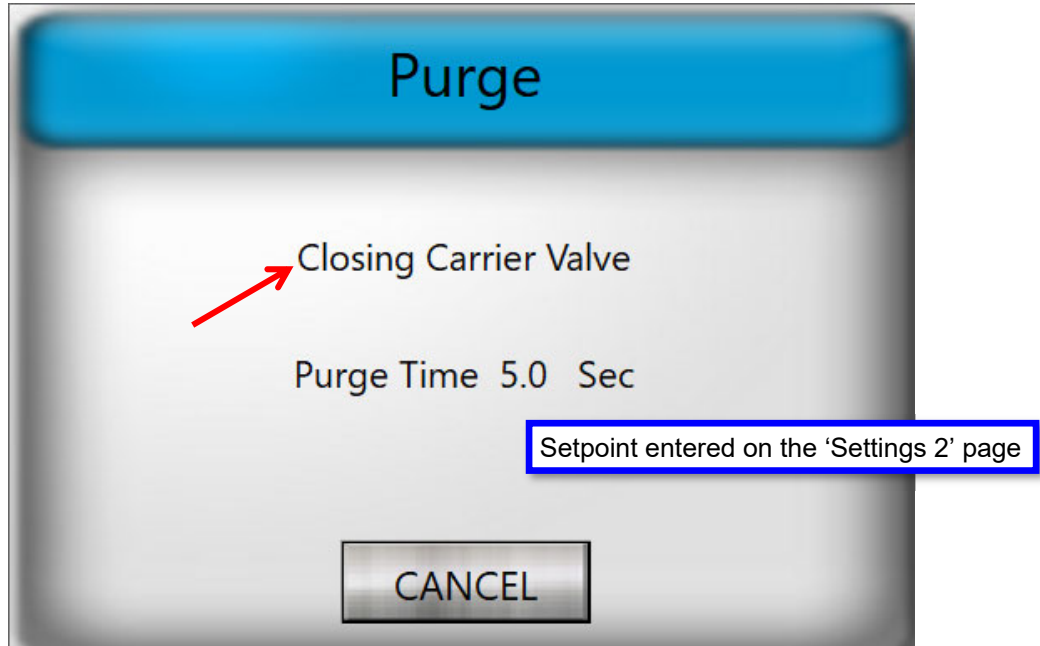 Purge
Closing Carrier Valve
Purge Time 5.0 Sec
Setpoint entered on the ‘Settings 2’ page
CANCEL